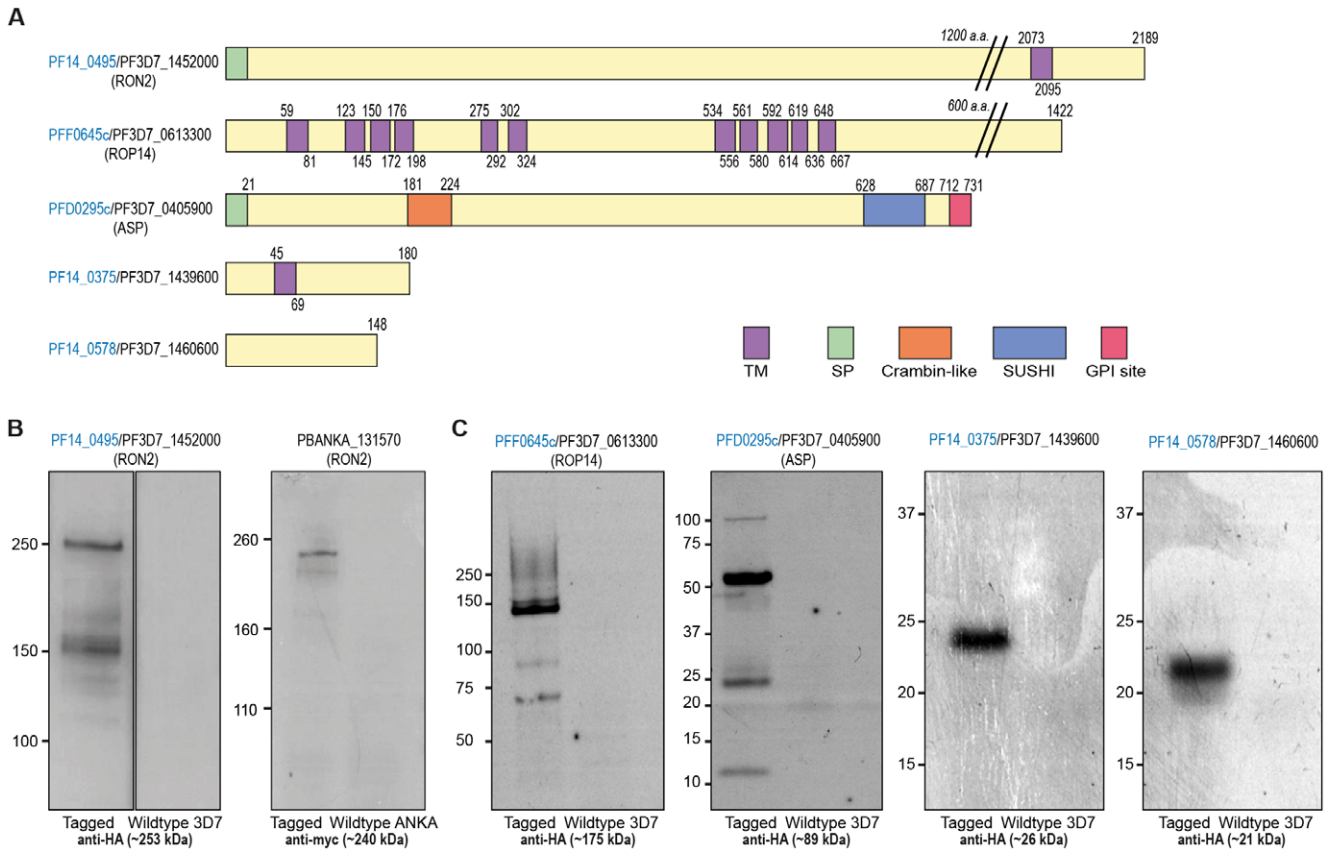 A
PF14_0495/PF3D7_1452000
(RON2)
1200 a.a.
2073
2189
2095
PFF0645c/PF3D7_0613300
(ROP14)
59
123
150
176
275
302
534
561
592
619
648
600 a.a.
1422
81
145
172
198
292
324
556
580
614
636
667
PFD0295c/PF3D7_0405900
(ASP)
21
181
224
628
687
712
731
PF14_0375/PF3D7_1439600
45
180
69
PF14_0578/PF3D7_1460600
148
TM
SP
Crambin-like
SUSHI
GPI site
B
PF14_0495/PF3D7_1452000
(RON2)
250
150
100
Tagged Wildtype 3D7
anti-HA (~253 kDa)
PBANKA_131570
(RON2)
260
160
110
Tagged Wildtype ANKA
anti-myc (~240 kDa)
C
PFF0645c/PF3D7_0613300
(ROP14)
250
150
100
75
50
Tagged Wildtype 3D7
anti-HA (~175 kDa)
PFD0295c/PF3D7_0405900
(ASP)
100
75
50
37
25
20
15
10
Tagged Wildtype 3D7
anti-HA (~89 kDa)
PF14_0375/PF3D7_1439600
37
25
20
15
Tagged Wildtype 3D7
anti-HA (~26 kDa)
PF14_0578/PF3D7_1460600
37
25
20
15
Tagged Wildtype 3D7
anti-HA (~21 kDa)